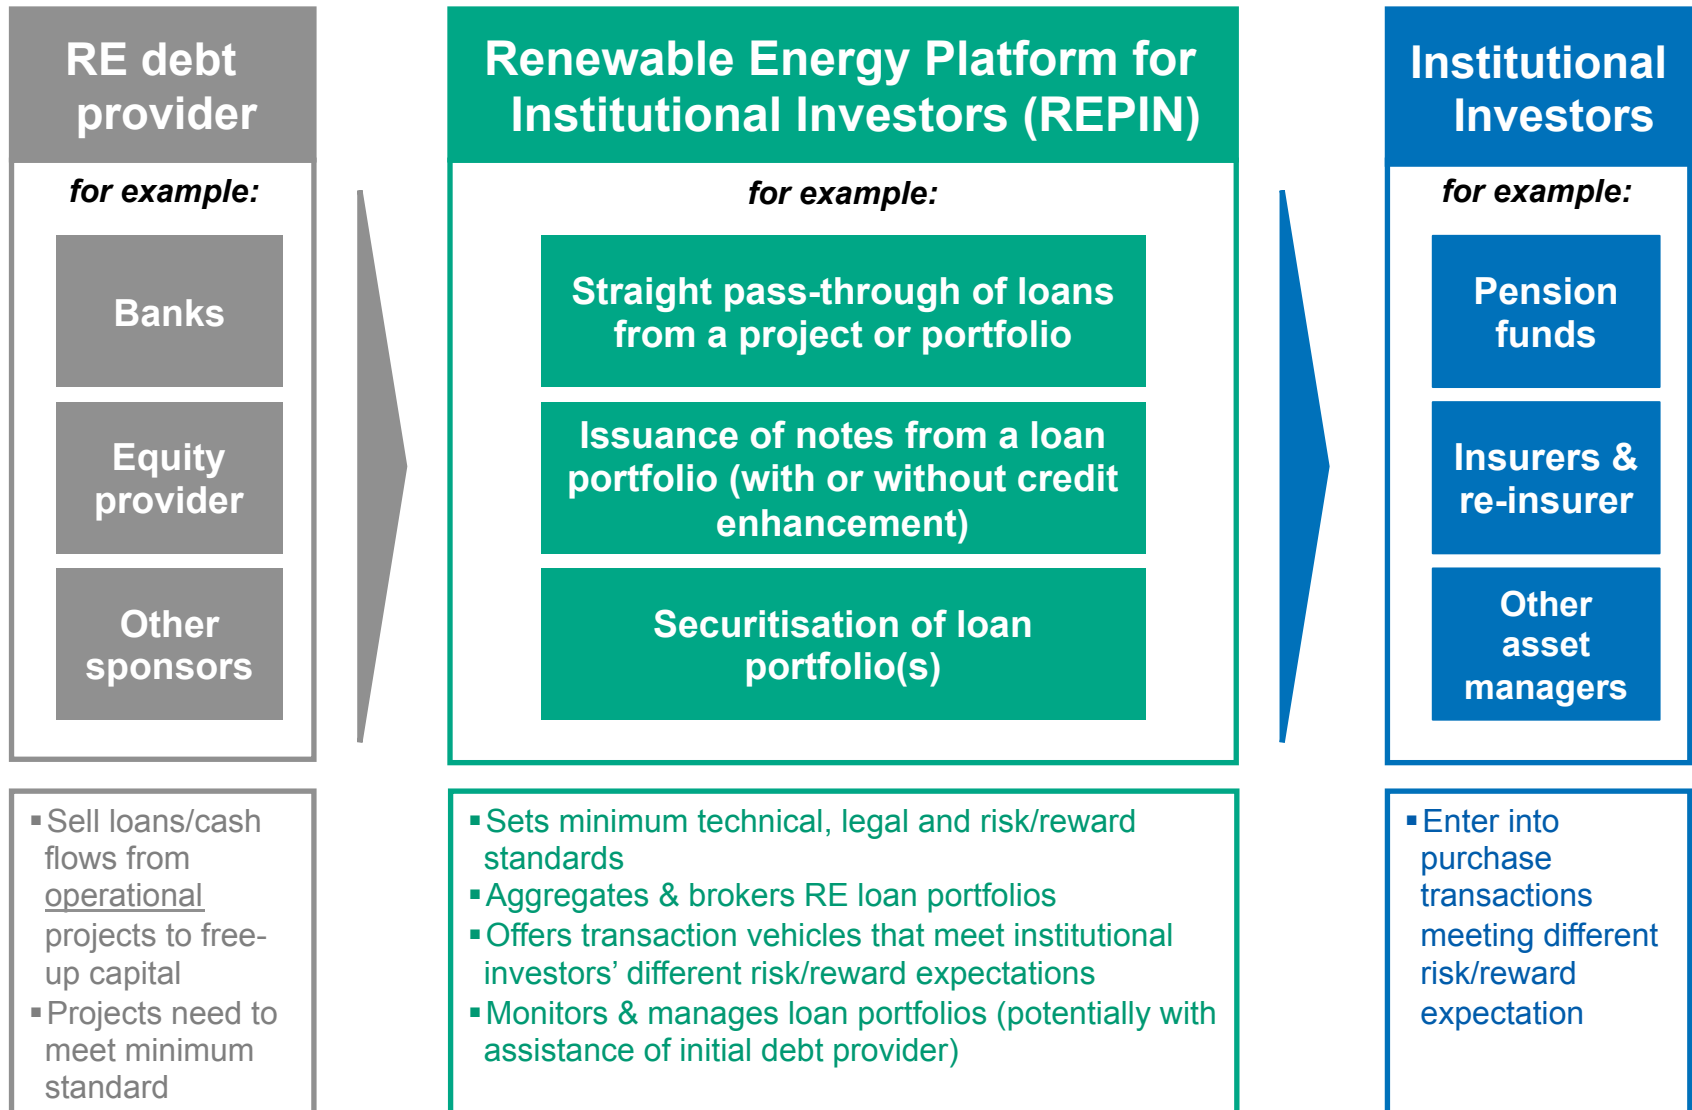 RE debt
provider
for example:
Banks
Equity
provider
Other
sponsors
▪Sell loans/cash
flows from
operational
projects to free-
up capital
▪Projects need to
meet minimum
standard
Renewable Energy Platform for
Institutional Investors (REPIN)
for example:
Straight pass-through of loans
from a project or portfolio
Issuance of notes from a loan
portfolio (with or without credit
enhancement)
Securitisation of loan
portfolio(s)
▪Sets minimum technical, legal and risk/reward
standards
▪Aggregates & brokers RE loan portfolios
▪Offers transaction vehicles that meet institutional
investors’ different risk/reward expectations
▪Monitors & manages loan portfolios (potentially with
assistance of initial debt provider)
Institutional
Investors
for example:
Pension
funds
Insurers &
re-insurer
Other
asset
managers
▪Enter into
purchase
transactions
meeting different
risk/reward
expectation